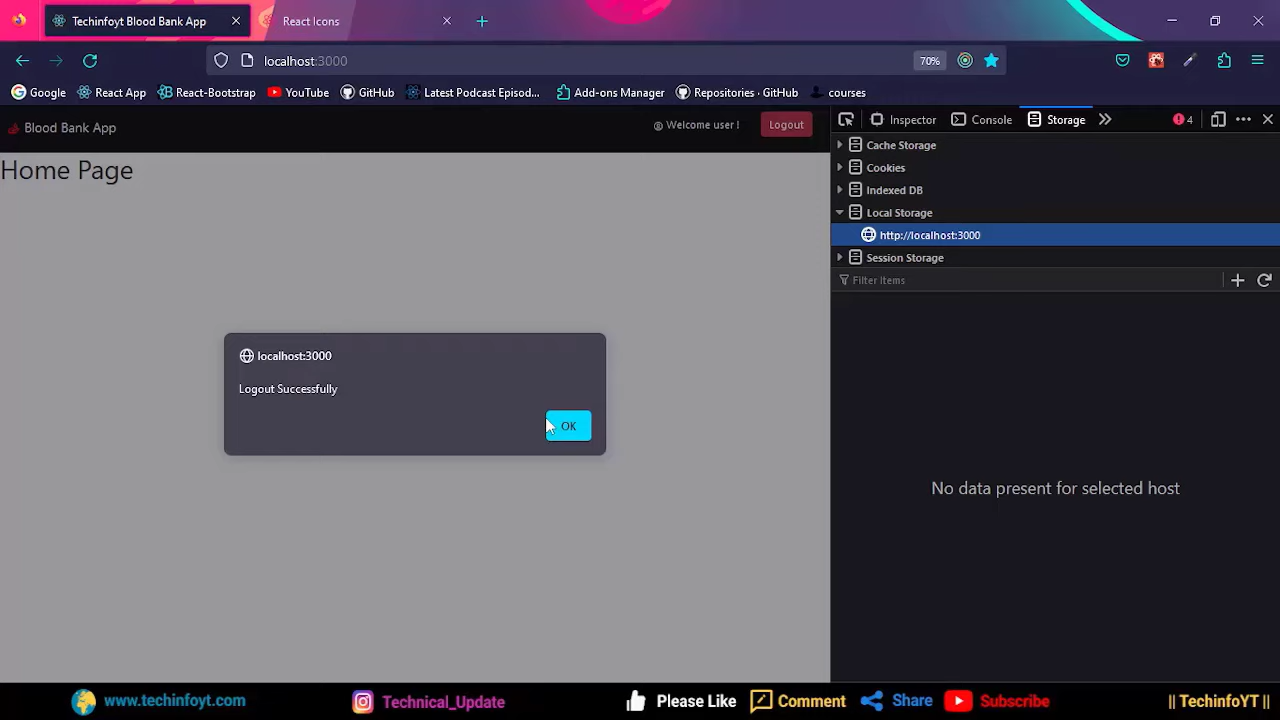 Techinfoyt Blood Bank App
React Icons
localhost:3000
70%
Google
React App
React-Bootstrap
YouTube
GitHub
Latest Podcast Episod...
Add-ons Manager
Repositories · GitHub
courses
Blood Bank App
Welcome user !
Logout
Home Page
localhost:3000
Logout Successfully
OK
Inspector
Console
Storage
4
Cache Storage
Cookies
Indexed DB
Local Storage
http://localhost:3000
Session Storage
Filter Items
No data present for selected host
www.techinfoyt.com
Technical_Update
Please Like
Comment
Share
Subscribe
|| TechinfoYT ||